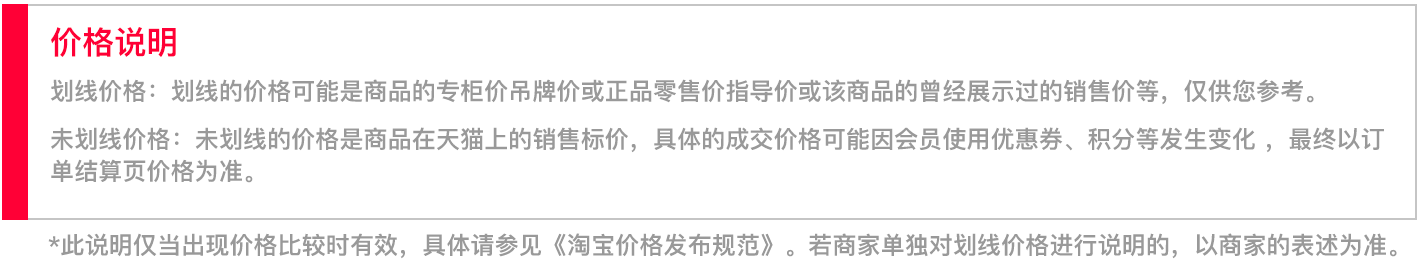 价格说明
划线价格：划线的价格可能是商品的专柜价吊牌价或正品零售价指导价或该商品的曾经展示过的销售价等，仅供您参考。
未划线价格：未划线的价格是商品在天猫上的销售标价，具体的成交价格可能因会员使用优惠券、积分等发生变化 ，最终以订
单结算页价格为准。
*此说明仅当出现价格比较时有效，具体请参见《淘宝价格发布规范》。若商家单独对划线价格进行说明的，以商家的表述为准。